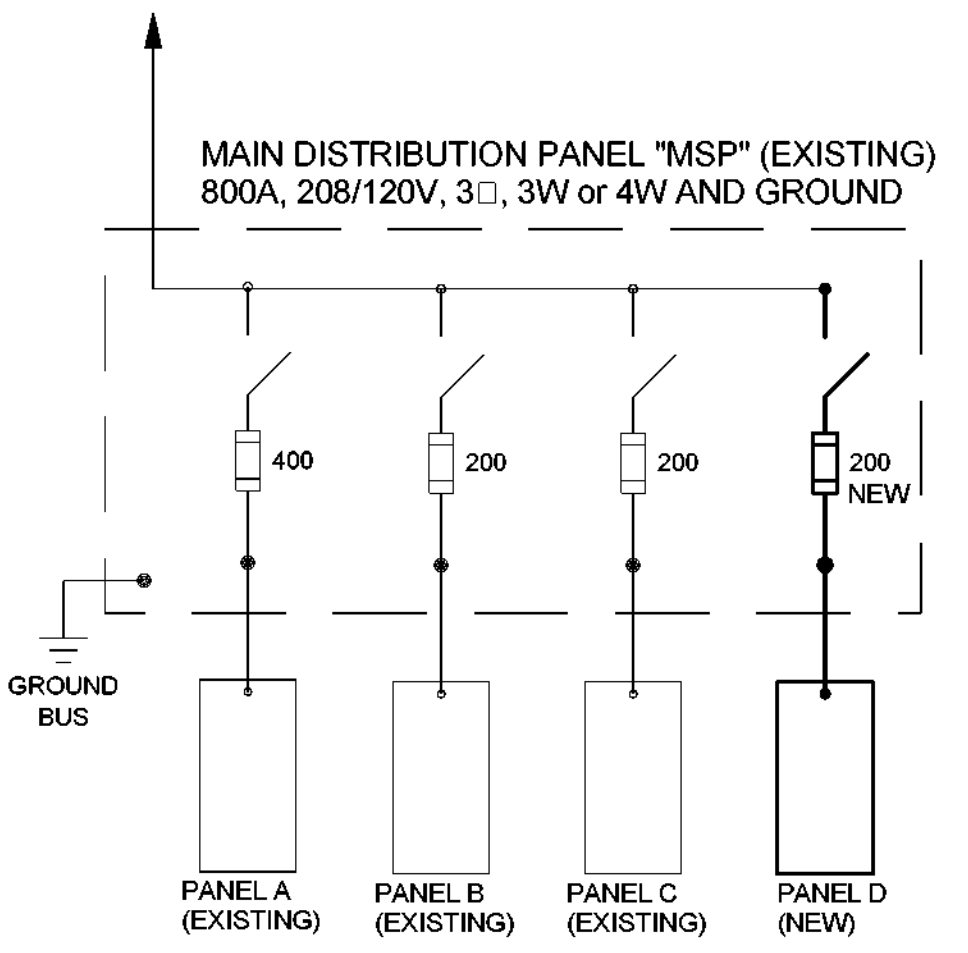 MAIN DISTRIBUTION PANEL "MSP" (EXISTING)
800A, 208/120V, 3□, 3W or 4W AND GROUND
400
200
200
200
NEW
GROUND
BUS
PANEL A
(EXISTING)
PANEL B
(EXISTING)
PANEL C
(EXISTING)
PANEL D
(NEW)